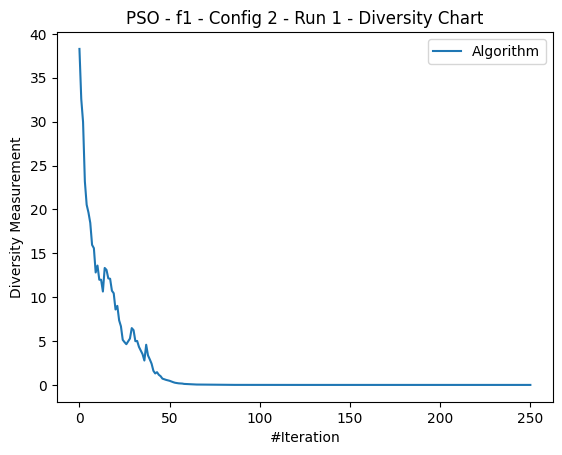 PSO - f1 - Config 2 - Run 1 - Diversity Chart
Algorithm
Diversity Measurement
40
35
30
25
20
15
10
5
0
0 50 100 150 200 250
#Iteration